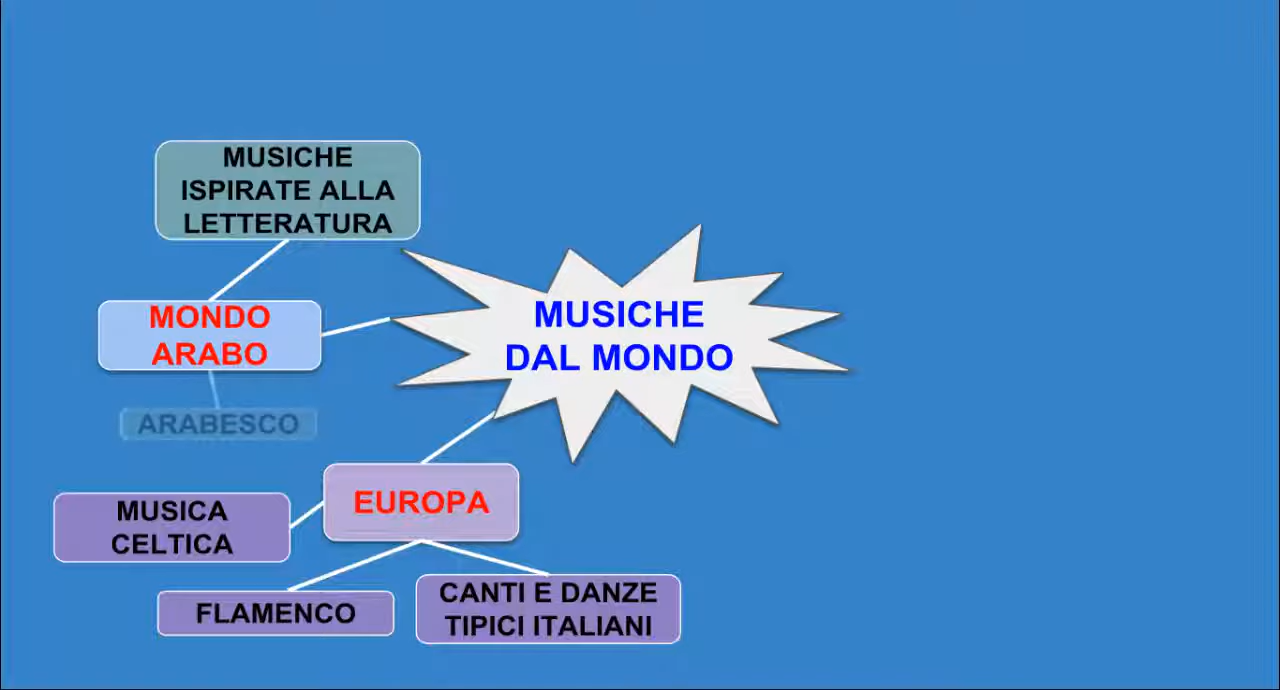 MUSICHE
ISPIRATE ALLA
LETTERATURA
MONDO
ARABO
MUSICHE
DAL MONDO
ARABESCO
EUROPA
MUSICA
CELTICA
FLAMENCO
CANTI E DANZE
TIPICI ITALIANI